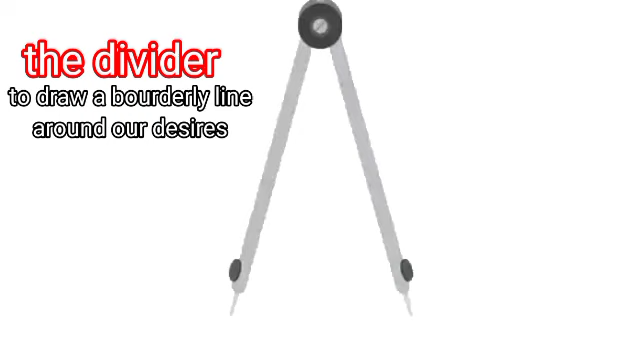 the divider
to draw a bourderly line
around our desires